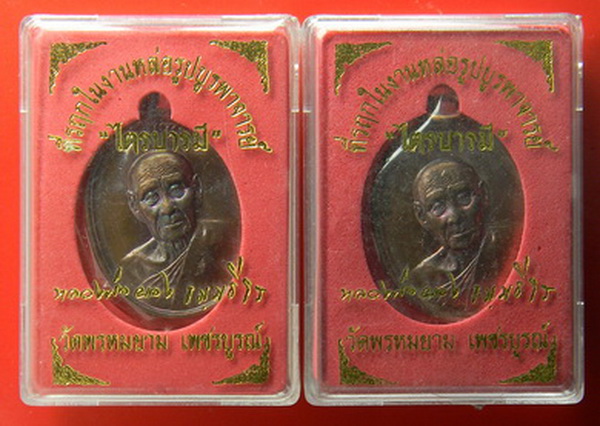 ที่รฤกในงานหล่อรูปบูรพาจารย์
"ไตรบารมี"
วัดพรหมยาม เพชรบูรณ์
ที่รฤกในงานหล่อรูปบูรพาจารย์
"ไตรบารมี"
วัดพรหมยาม เพชรบูรณ์